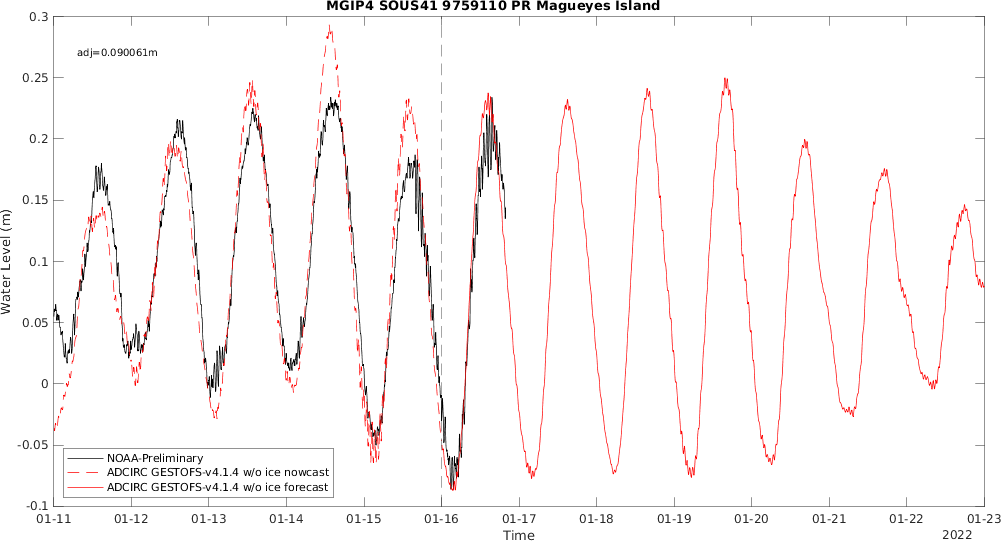 MGIP4 SOUS41 9759110 PR Magueyes Island
adj=0.090061m
0.3
0.25
0.2
0.15
0.1
0.05
0
-0.05
-0.1
Water Level (m)
NOAA-Preliminary
ADCIRC GESTOFS-v4.1.4 w/o ice nowcast
ADCIRC GESTOFS-v4.1.4 w/o ice forecast
01-11 01-12 01-13 01-14 01-15 01-16 01-17 01-18 01-19 01-20 01-21 01-22 01-23
Time
2022